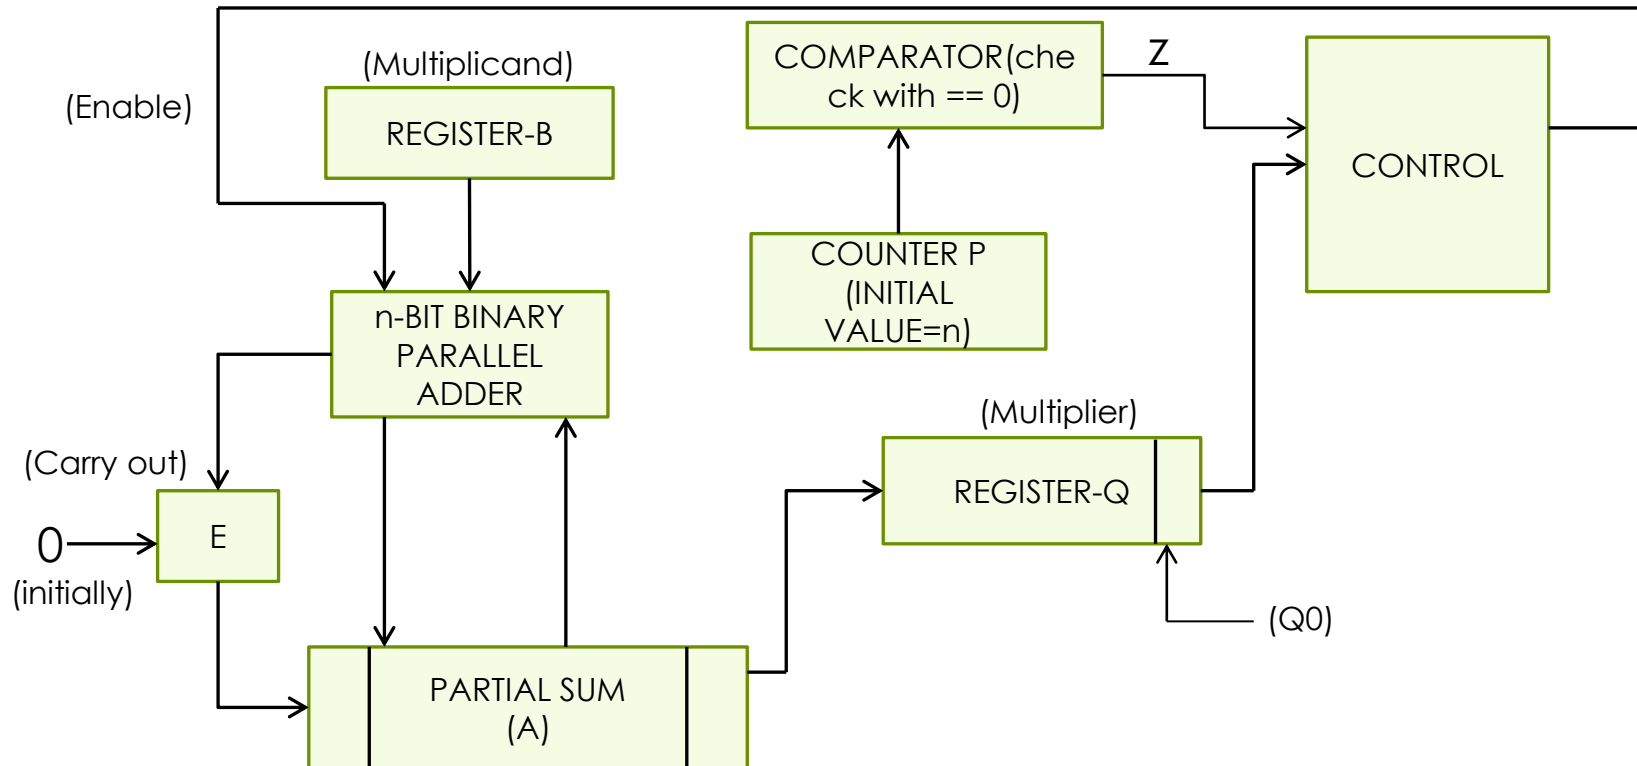 (Multiplicand)
(Enable)
REGISTER-B
COMPARATOR(che
ck with == 0)
Z
CONTROL
COUNTER P
(INITIAL
VALUE=n)
n-BIT BINARY
PARALLEL
ADDER
(Multiplier)
REGISTER-Q
(Carry out)
E
0
(initially)
(Q0)
PARTIAL SUM
(A)